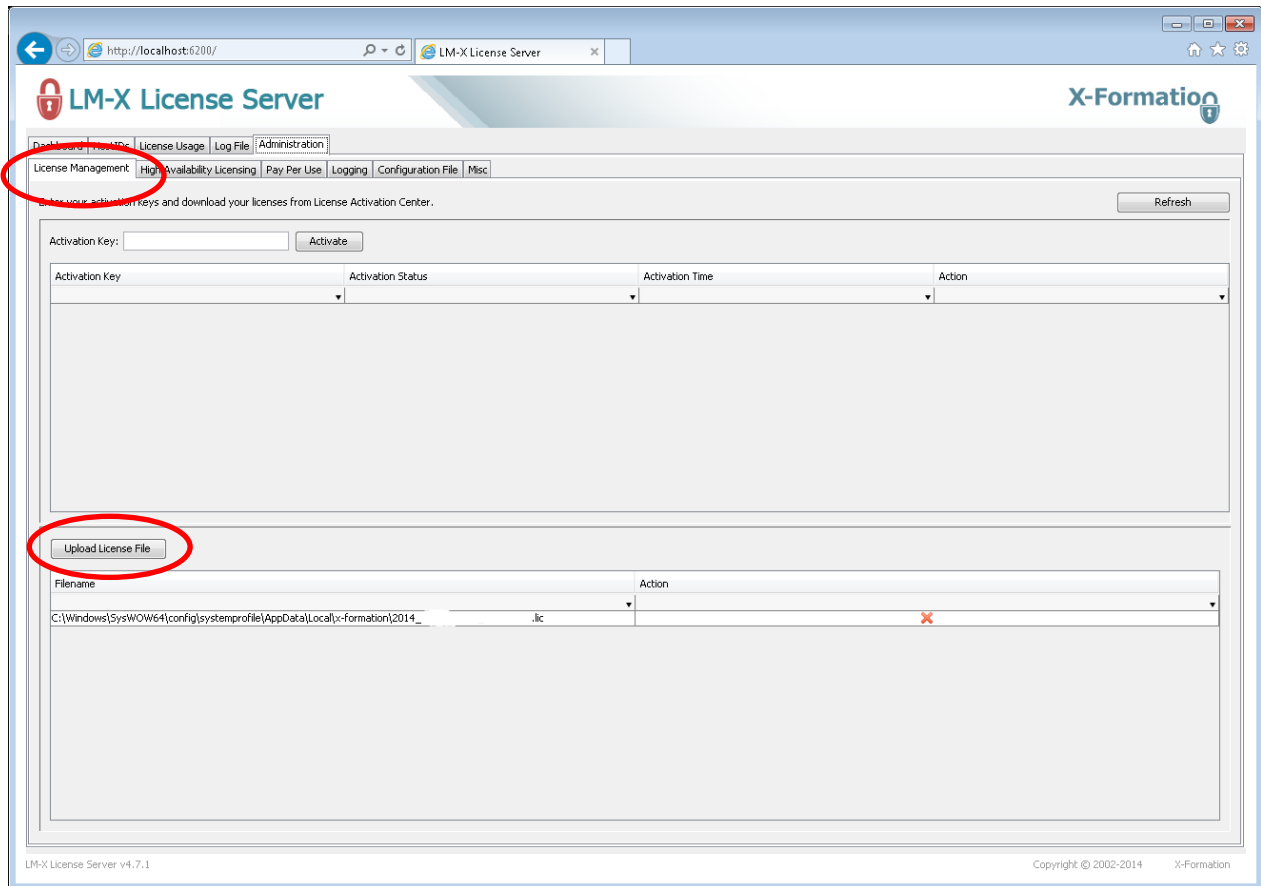 http://localhost:6200/
LM-X License Server
LM-X License Server
X-Formation
Dashboard HostIDs License Usage Log File Administration
License Management High Availability Licensing Pay Per Use Logging Configuration File Misc
Enter your activation keys and download your licenses from License Activation Center.
Refresh
Activation Key:
Activate
Activation Key Activation Status Activation Time Action
Upload License File
Filename Action
C:\Windows\SysWOW64\config\systemprofile\AppData\Local\x-formation\2014_ .lic
LM-X License Server v4.7.1
Copyright © 2002-2014 X-Formation